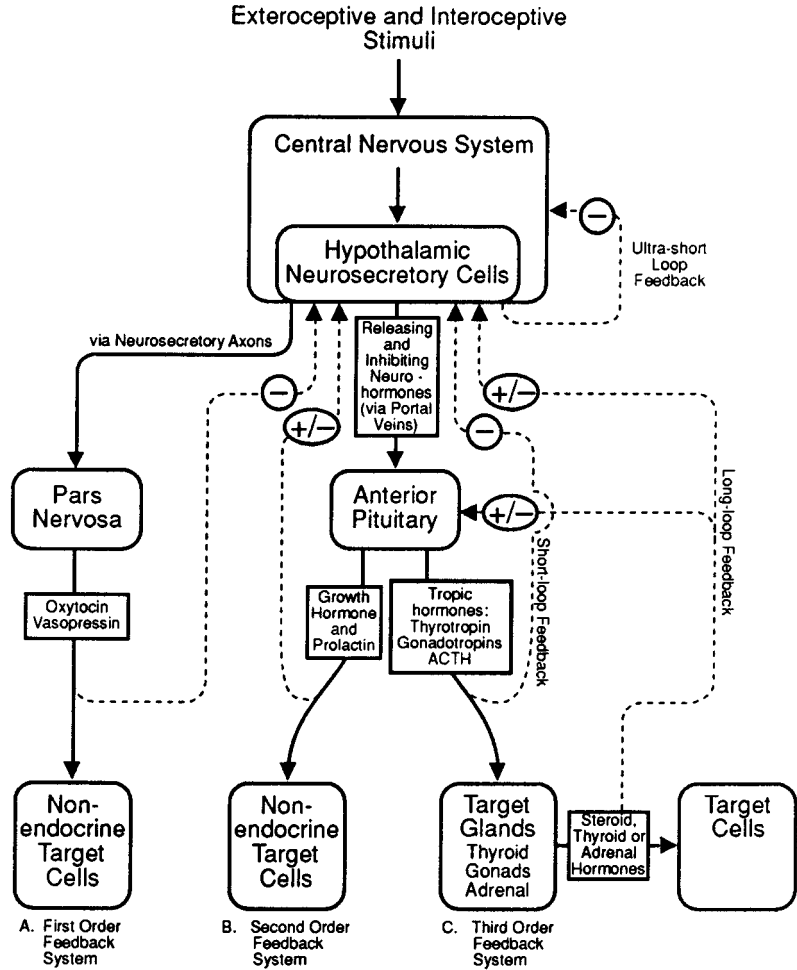 Exteroceptive and Interoceptive
Stimuli
Central Nervous System
Hypothalamic
Neurosecretory Cells
−
Ultra-short
Loop
Feedback
via Neurosecretory Axons
Releasing
and
Inhibiting
Neuro -
hormones
(via Portal
Veins)
−
+/−
+/−
−
Pars
Nervosa
Anterior
Pituitary
+/−
Long-loop Feedback
Short-loop Feedback
Oxytocin
Vasopressin
Growth
Hormone
and
Prolactin
Tropic
hormones:
Thyrotropin
Gonadotropins
ACTH
Non-
endocrine
Target
Cells
Non-
endocrine
Target
Cells
Target
Glands
Thyroid
Gonads
Adrenal
Steroid,
Thyroid or
Adrenal
Hormones
Target
Cells
A. First Order
Feedback
System
B. Second Order
Feedback
System
C. Third Order
Feedback
System